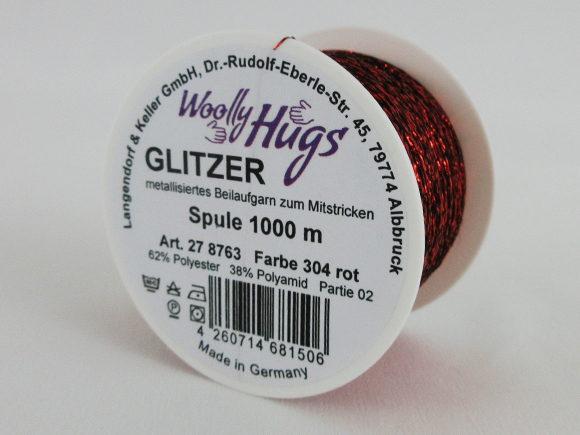 Langendorf & Keller GmbH, Dr.-Rudolf-Eberle-Str. 45, 79774 Albbruck
Woolly Hugs
GLITZER
metallisiertes Beilaufgarn zum Mitstricken
Spule 1000 m
Art. 27 8763 Farbe 304 rot
62% Polyester 38% Polyamid Partie 02
4 260714 681506
Made in Germany